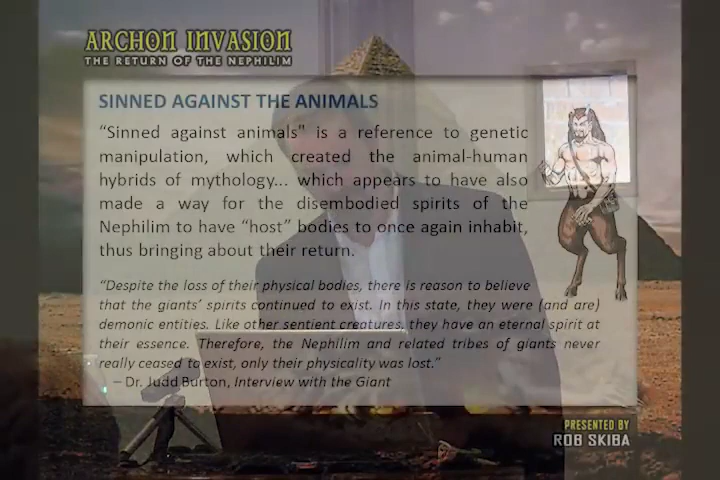 ARCHON INVASION
THE RETURN OF THE NEPHILIM
SINNED AGAINST THE ANIMALS
“Sinned against animals" is a reference to genetic
manipulation, which created the animal-human
hybrids of mythology... which appears to have also
made a way for the disembodied spirits of the
Nephilim to have “host” bodies to once again inhabit,
thus bringing about their return.
“Despite the loss of their physical bodies, there is reason to believe
that the giants’ spirits continued to exist. In this state, they were (and are)
demonic entities. Like other sentient creatures, they have an eternal spirit at
their essence. Therefore, the Nephilim and related tribes of giants never
really ceased to exist, only their physicality was lost.”
– Dr. Judd Burton, Interview with the Giant
PRESENTED BY
ROB SKIBA